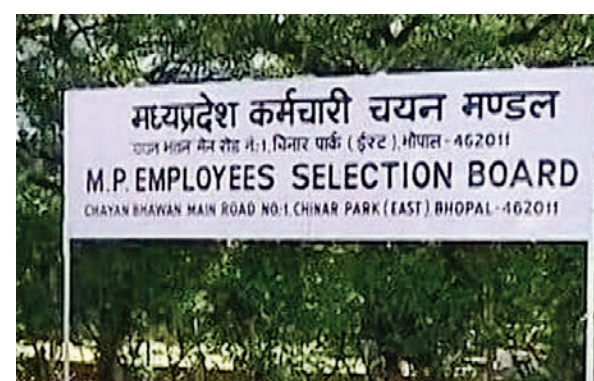 मध्यप्रदेश कर्मचारी चयन मण्डल
चयन भवन मेन रोड नं.1, चिनार पार्क (ईस्ट), भोपाल - 462011
M.P. EMPLOYEES SELECTION BOARD
CHAYAN BHAWAN MAIN ROAD NO.1, CHINAR PARK (EAST) BHOPAL-462011